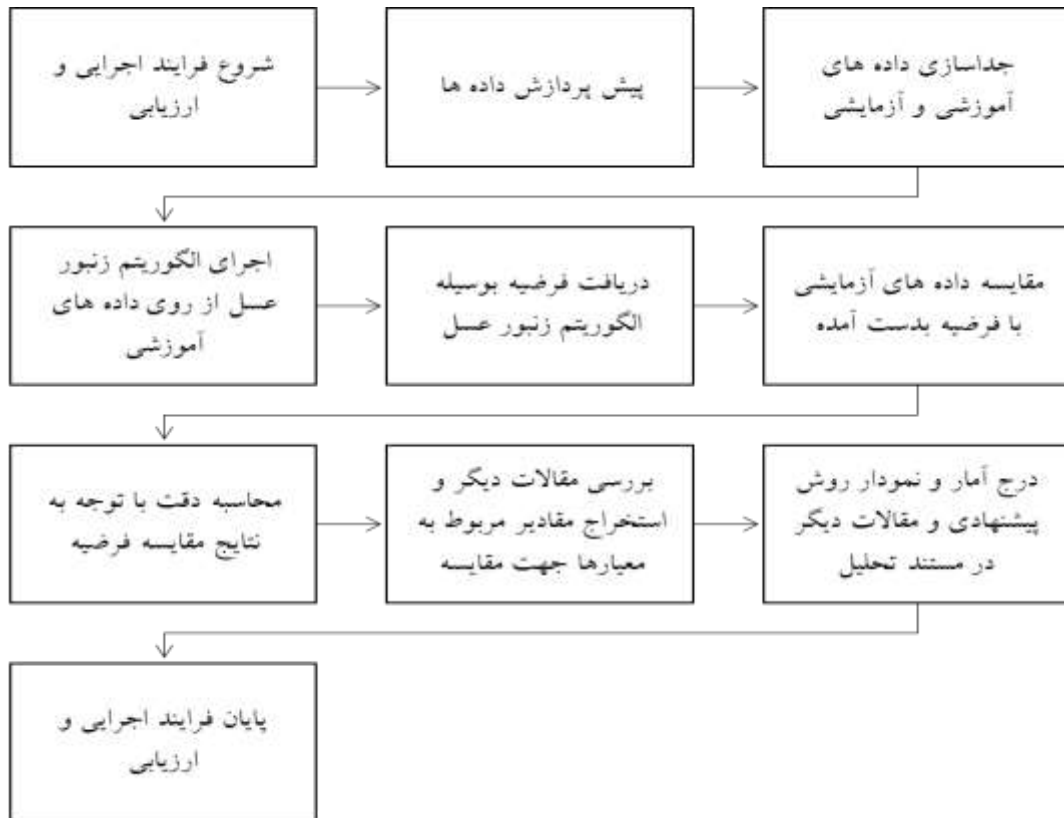 شروع فرایند اجرایی و
ارزیابی
پیش پردازش داده ها
جداسازی داده های
آموزشی و آزمایشی
اجرای الگوریتم زنبور
عسل از روی داده های
آموزشی
دریافت فرضیه بوسیله
الگوریتم زنبور عسل
مقایسه داده های آزمایشی
با فرضیه بدست آمده
محاسبه دقت با توجه به
نتایج مقایسه فرضیه
بررسی مقالات دیگر و
استخراج مقادیر مربوط به
معیارها جهت مقایسه
درج آمار و نمودار روش
پیشنهادی و مقالات دیگر
در مستند تحلیل
پایان فرایند اجرایی و
ارزیابی